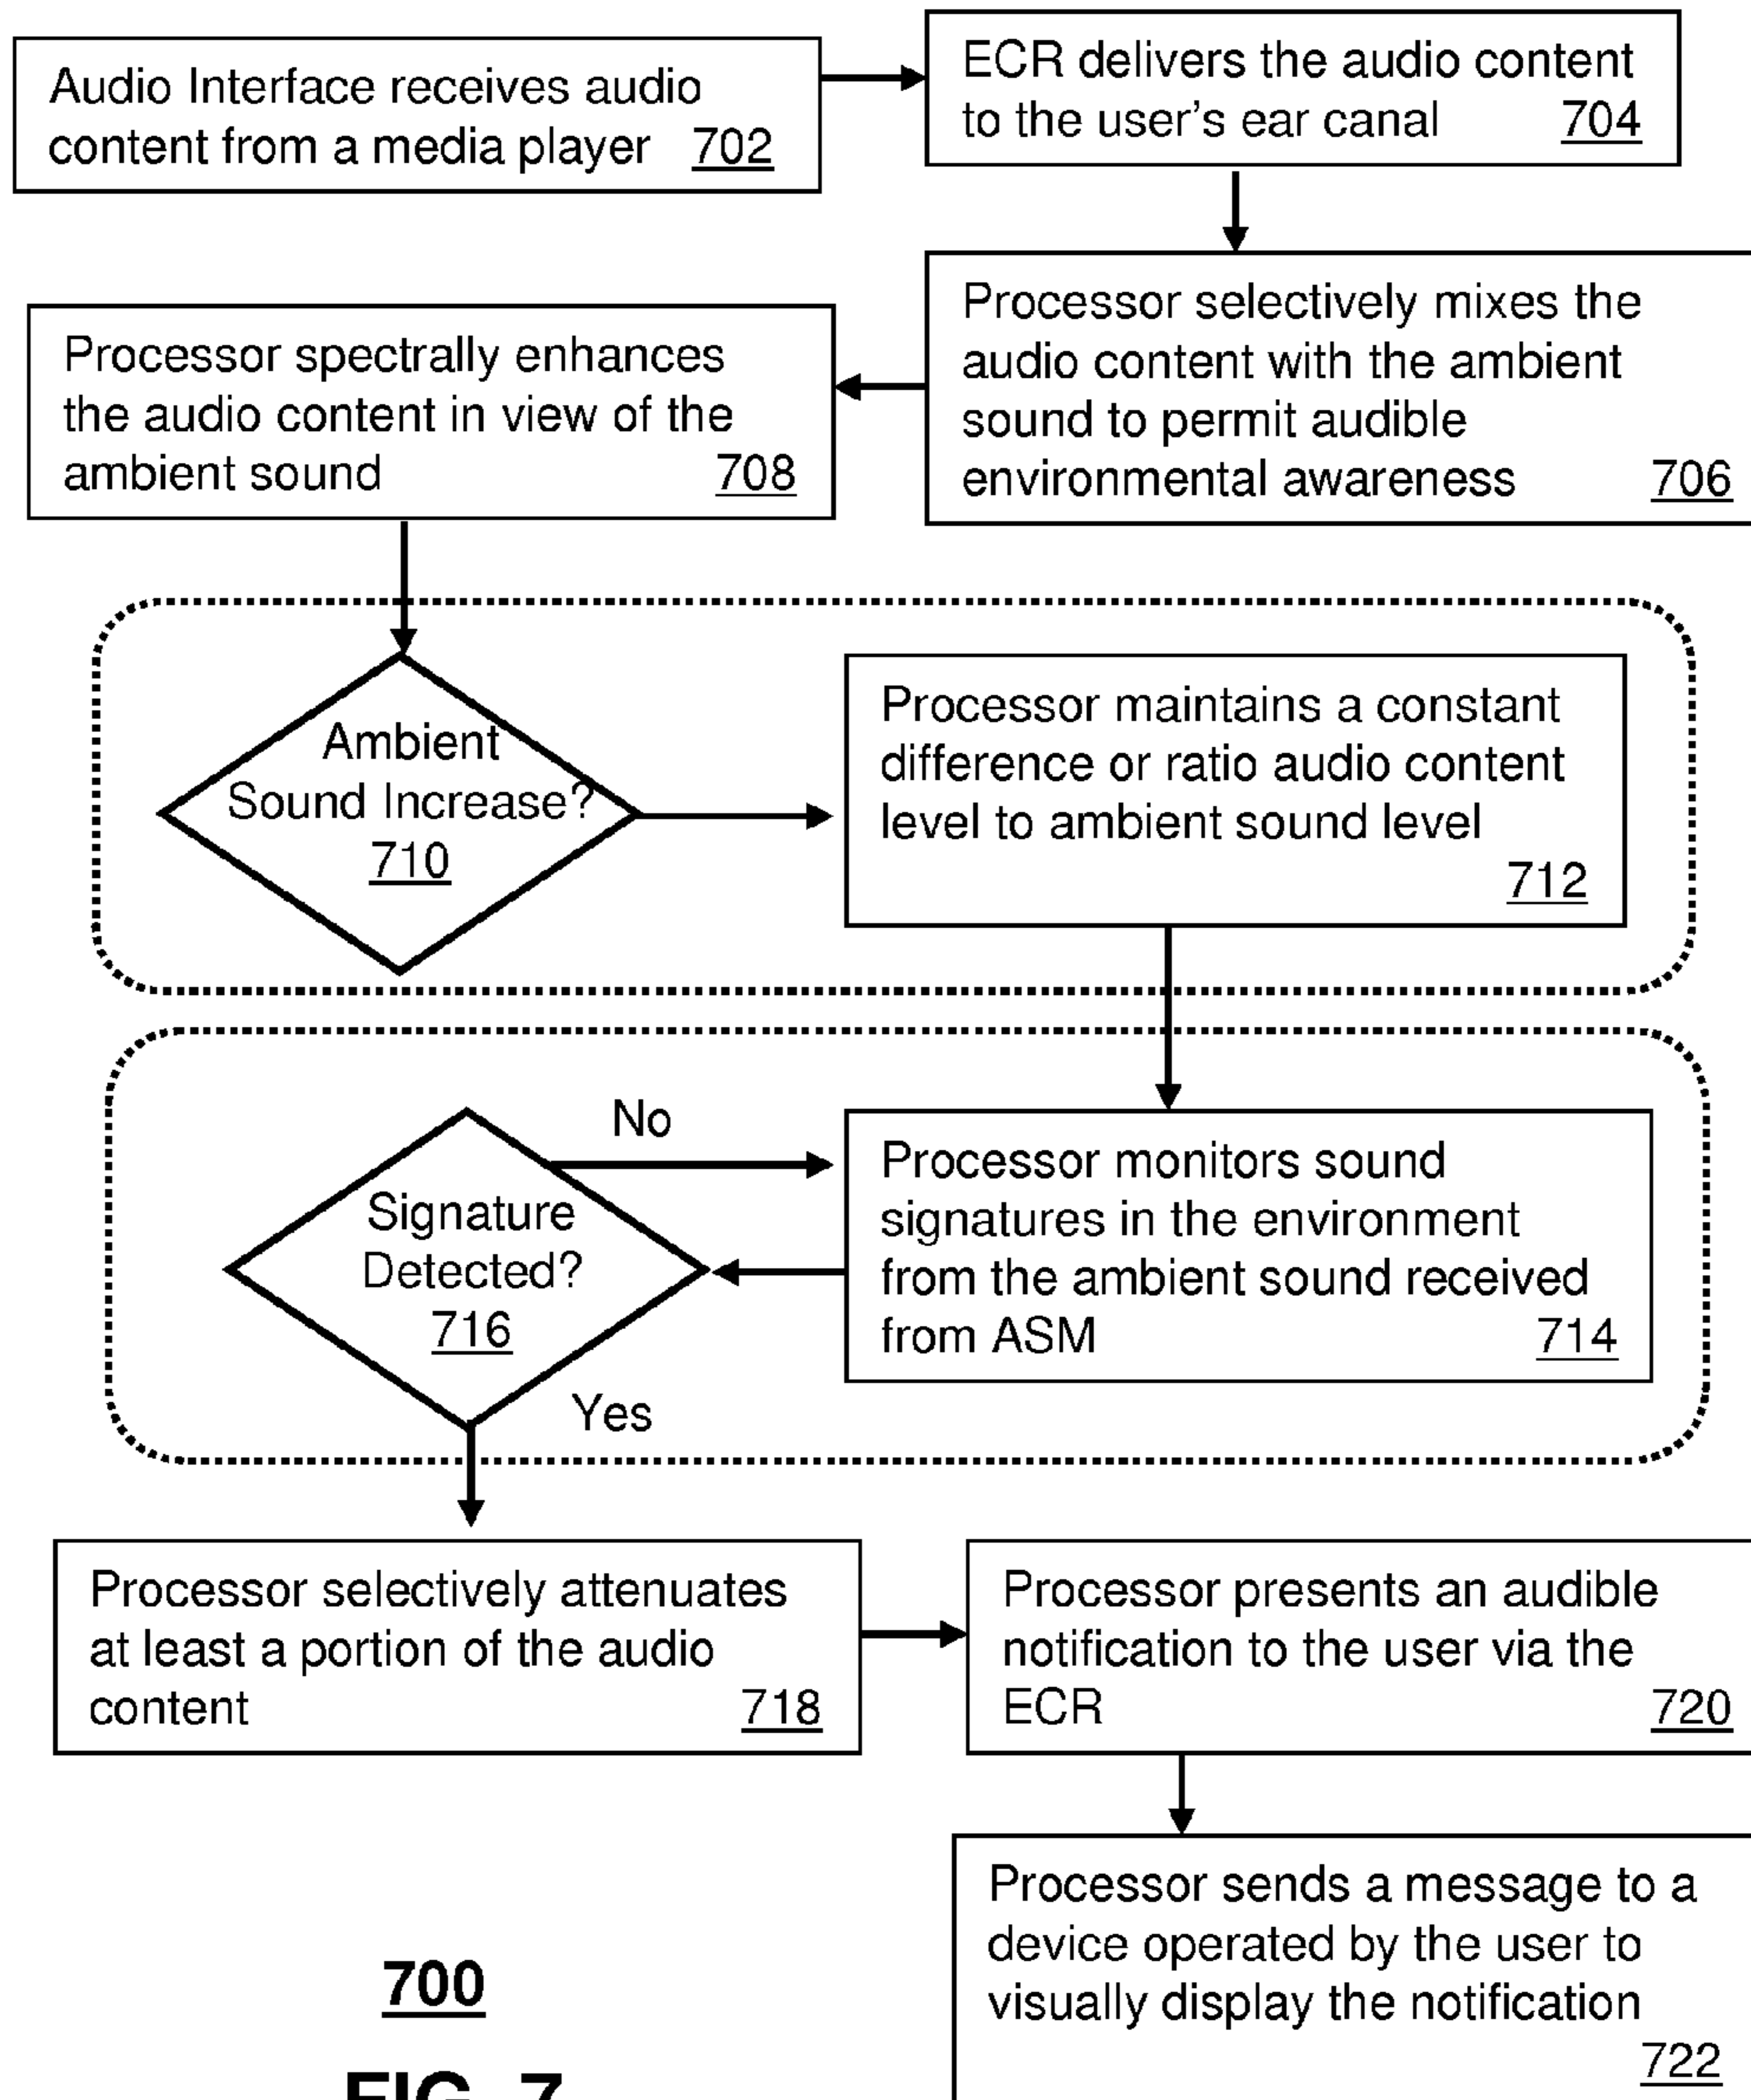 Audio Interface receives audio
content from a media player 702
ECR delivers the audio content
to the user's ear canal 704
Processor selectively mixes the
audio content with the ambient
sound to permit audible
environmental awareness 706
Processor spectrally enhances
the audio content in view of the
ambient sound 708
Ambient
Sound Increase?
710
Processor maintains a constant
difference or ratio audio content
level to ambient sound level
712
No
Signature
Detected?
716
Yes
Processor monitors sound
signatures in the environment
from the ambient sound received
from ASM 714
Processor selectively attenuates
at least a portion of the audio
content 718
Processor presents an audible
notification to the user via the
ECR 720
Processor sends a message to a
device operated by the user to
visually display the notification
722
700
FIG. 7